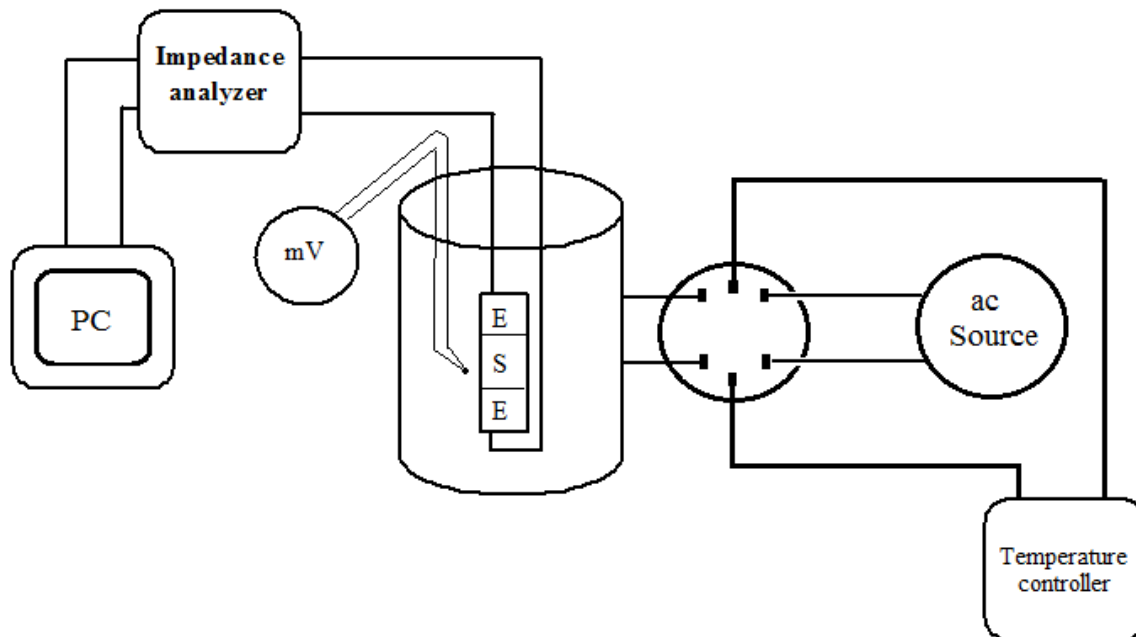 Impedance
analyzer
mV
PC
E
S
E
ac
Source
Temperature
controller